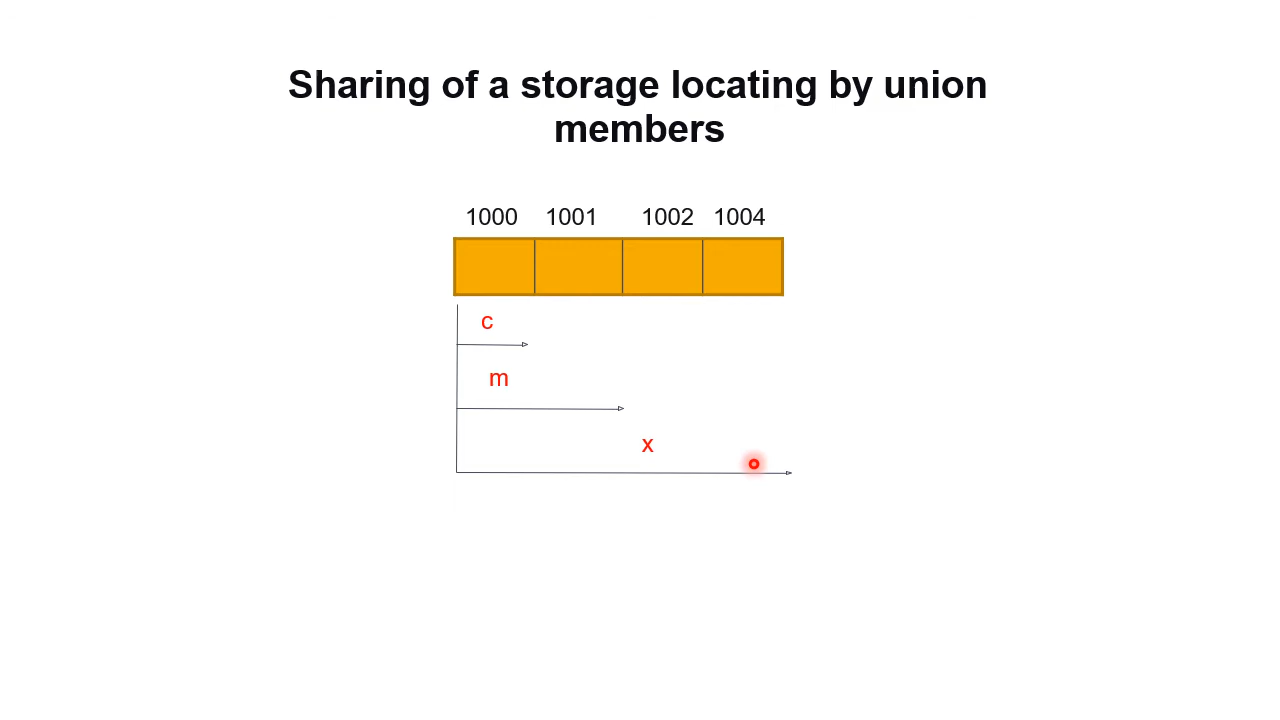 Sharing of a storage locating by union
members
1000 1001 1002 1004
c
m
x